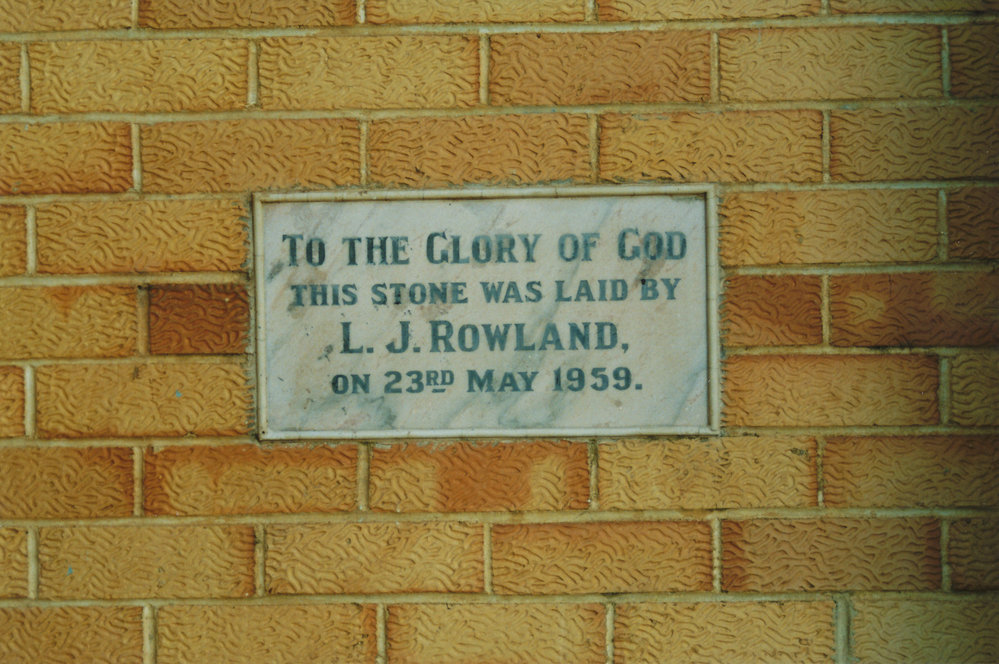 TO THE GLORY OF GOD
THIS STONE WAS LAID BY
L. J. ROWLAND,
ON 23RD MAY 1959.